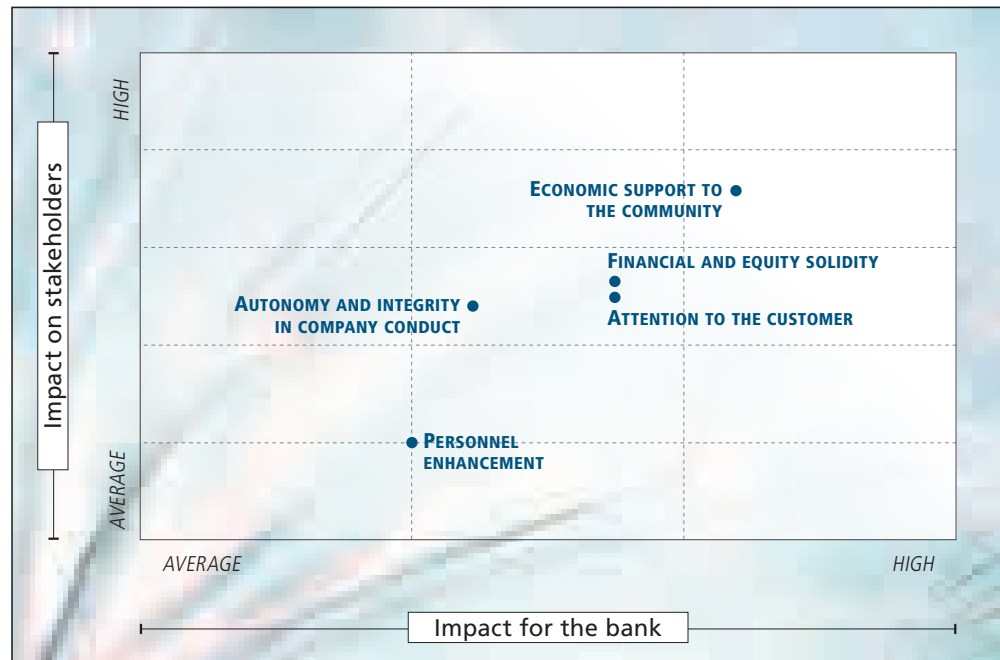 HIGH
Impact on stakeholders
AVERAGE
ECONOMIC SUPPORT TO
THE COMMUNITY
FINANCIAL AND EQUITY SOLIDITY
AUTONOMY AND INTEGRITY
IN COMPANY CONDUCT
ATTENTION TO THE CUSTOMER
PERSONNEL
ENHANCEMENT
AVERAGE
HIGH
Impact for the bank